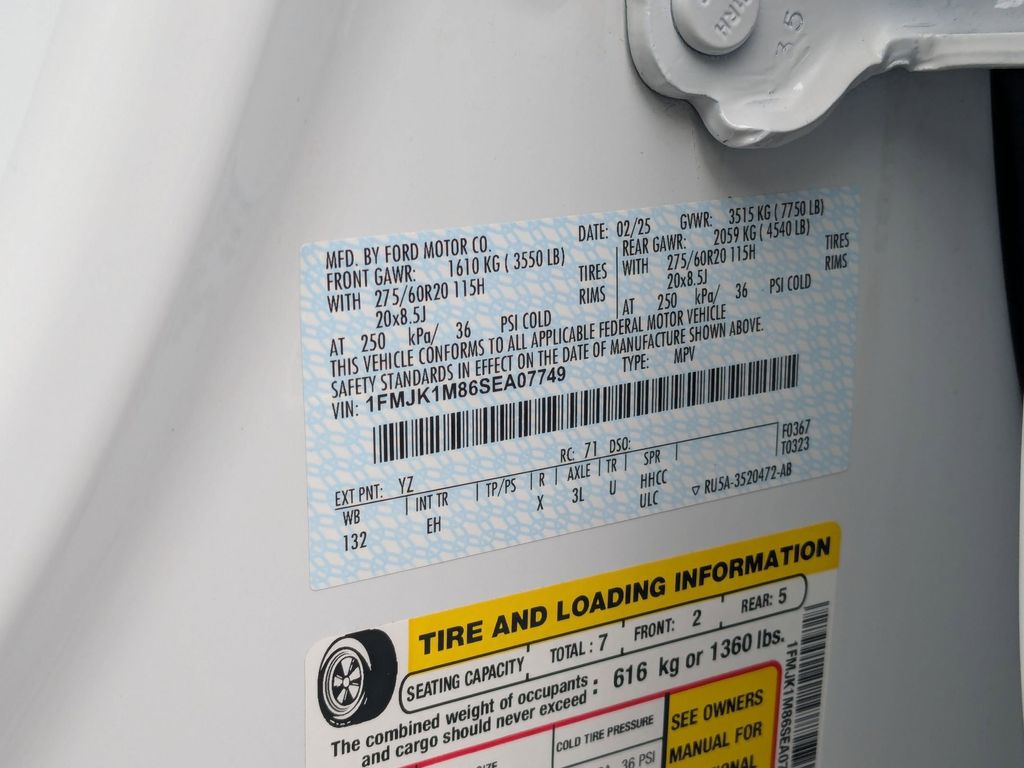 35
MFD. BY FORD MOTOR CO. DATE: 02/25 GVWR: 3515 KG ( 7750 LB)
FRONT GAWR: 1610 KG ( 3550 LB) REAR GAWR: 2059 KG ( 4540 LB)
WITH 275/60R20 115H TIRES WITH 275/60R20 115H TIRES
20x8.5J RIMS 20x8.5J RIMS
AT 250 kPa/ 36 PSI COLD AT 250 kPa/ 36 PSI COLD
THIS VEHICLE CONFORMS TO ALL APPLICABLE FEDERAL MOTOR VEHICLE
SAFETY STANDARDS IN EFFECT ON THE DATE OF MANUFACTURE SHOWN ABOVE.
VIN: 1FMJK1M86SEA07749 TYPE: MPV
F0367
T0323
EXT PNT: YZ RC: 71 DSO:
WB INT TR TP/PS R AXLE TR SPR
132 EH X 3L U HHCC
ULC
▽ RU5A-3520472-AB
TIRE AND LOADING INFORMATION
SEATING CAPACITY TOTAL : 7 FRONT: 2 REAR: 5
The combined weight of occupants
and cargo should never exceed : 616 kg or 1360 lbs.
COLD TIRE PRESSURE
36 PSI
SEE OWNERS
MANUAL FOR
1FMJK1M86SEA07